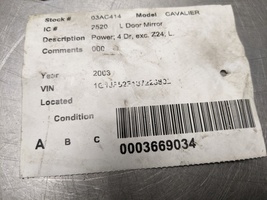 Stock # 03AC414 Model CAVALIER
IC # 2520 L Door Mirror
Description Power; 4 Dr, exc. Z24; L.
Comments 000
Year 2003
VIN
Located
Condition
A B C
0003669034